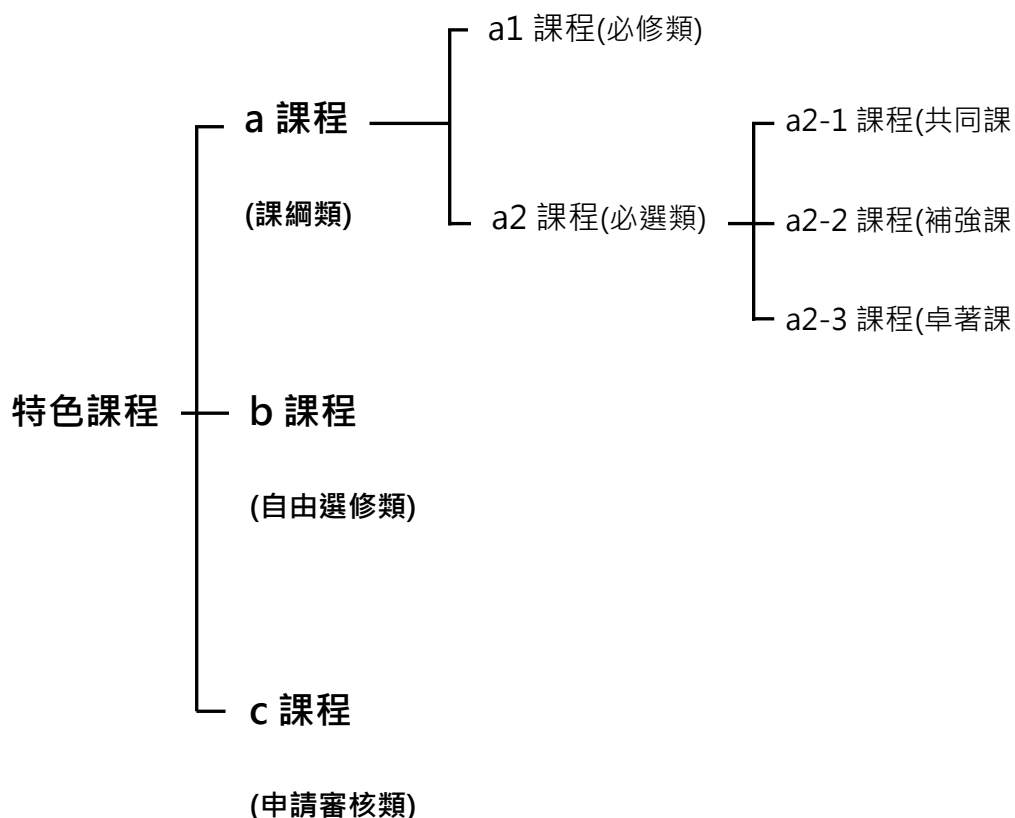 a1 課程(必修類)
a 課程
a2-1 課程(共同課
(課綱類)
a2 課程(必選類)
a2-2 課程(補強課
a2-3 課程(卓著課
特色課程
b 課程
(自由選修類)
c 課程
(申請審核類)